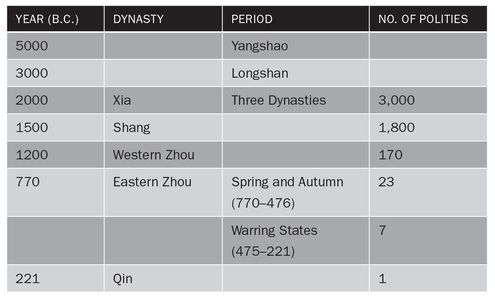 YEAR (B.C.) DYNASTY PERIOD NO. OF POLITIES
5000 Yangshao
3000 Longshan
2000 Xia Three Dynasties 3,000
1500 Shang 1,800
1200 Western Zhou 170
770 Eastern Zhou Spring and Autumn 23
(770–476)
Warring States 7
(475–221)
221 Qin 1